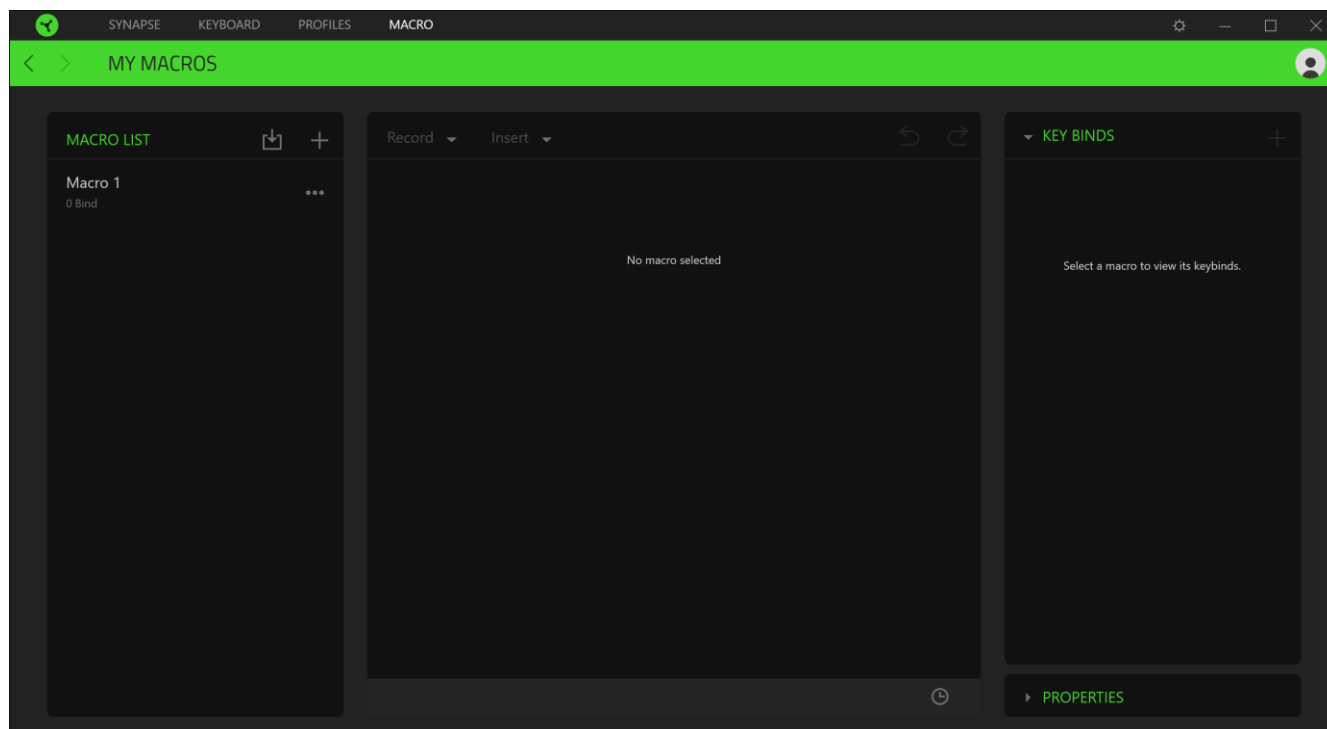 SYNAPSE KEYBOARD PROFILES MACRO
MY MACROS
MACRO LIST
Macro 1
0 Bind
Record Insert
No macro selected
KEY BINDS
Select a macro to view its keybinds.
PROPERTIES